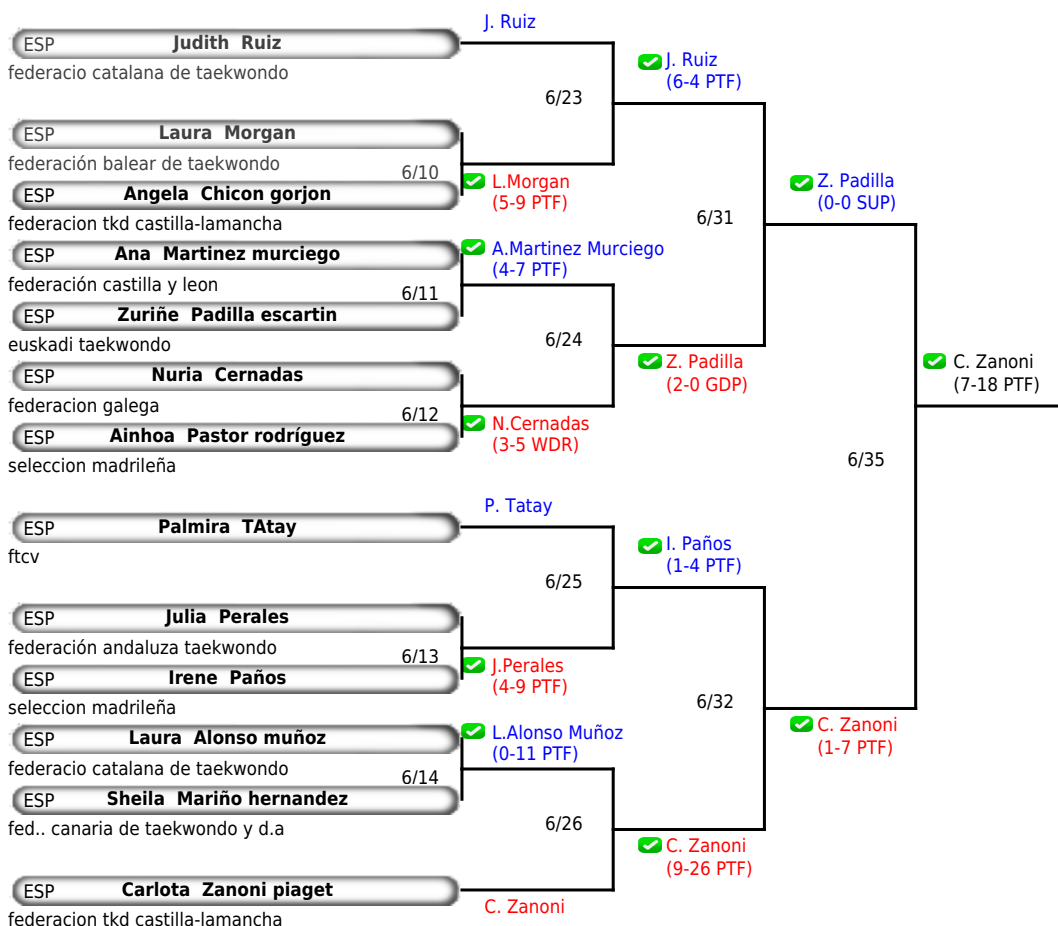 J. Ruiz
ESP Judith Ruiz
federacio catalana de taekwondo
J. Ruiz
(6-4 PTF)
6/23
ESP Laura Morgan
federación balear de taekwondo
6/10
L.Morgan
(5-9 PTF)
ESP Angela Chicon gorjon
federacion tkd castilla-lamancha
Z. Padilla
(0-0 SUP)
6/31
ESP Ana Martinez murciego
A.Martinez Murciego
(4-7 PTF)
federación castilla y leon
6/11
ESP Zuriñe Padilla escartin
euskadi taekwondo
6/24
Z. Padilla
(2-0 GDP)
ESP Nuria Cernadas
federacion galega
6/12
N.Cernadas
(3-5 WDR)
ESP Ainhoa Pastor rodríguez
seleccion madrileña
C. Zanoni
(7-18 PTF)
6/35
P. Tatay
ESP Palmira TAtay
ftcv
I. Paños
(1-4 PTF)
6/25
ESP Julia Perales
federación andaluza taekwondo
6/13
J.Perales
(4-9 PTF)
ESP Irene Paños
seleccion madrileña
6/32
C. Zanoni
(1-7 PTF)
ESP Laura Alonso muñoz
L.Alonso Muñoz
(0-11 PTF)
federacio catalana de taekwondo
6/14
ESP Sheila Mariño hernandez
fed.. canaria de taekwondo y d.a
6/26
C. Zanoni
(9-26 PTF)
ESP Carlota Zanoni piaget
C. Zanoni
federacion tkd castilla-lamancha